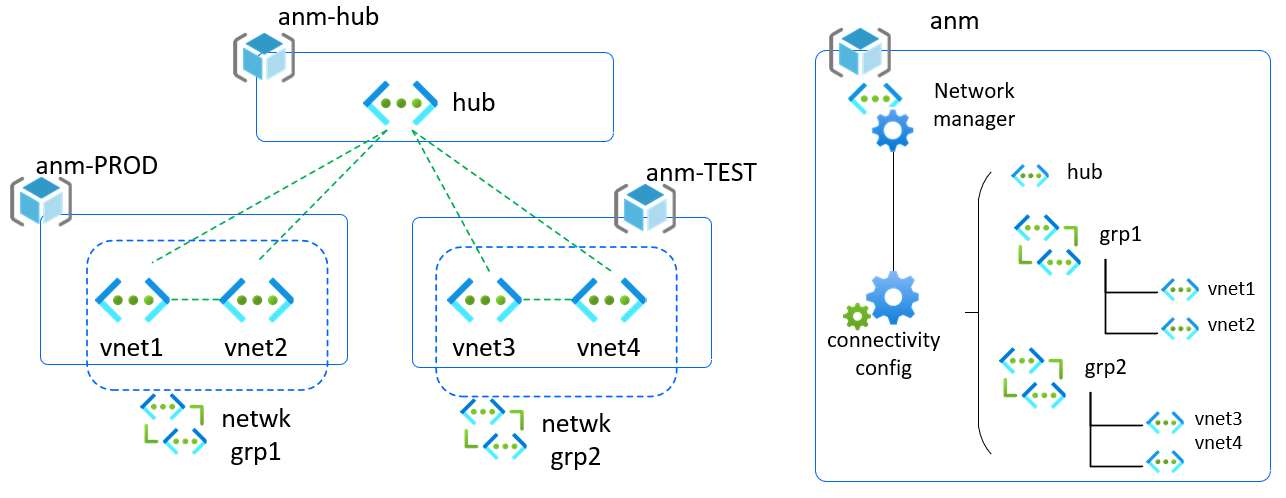 anm-hub
hub
anm-PROD
anm-TEST
vnet1
vnet2
vnet3
vnet4
netwk
grp1
netwk
grp2
anm
Network
manager
connectivity
config
hub
grp1
vnet1
vnet2
grp2
vnet3
vnet4